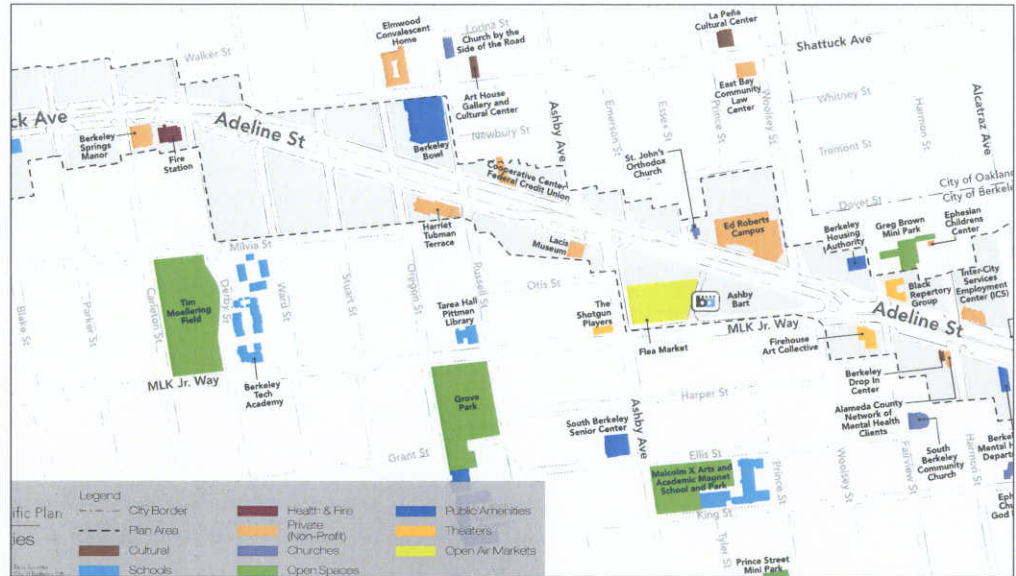 Elmwood
Convalescent
Home
Lorina St
Church by the
Side of the Road
La Peña
Cultural Center
Walker St
Shattuck Ave
Art House
Gallery and
Cultural Center
East Bay
Community
Law Center
ck Ave
Adeline St
Berkeley
Springs
Manor
Fire
Station
Berkeley
Bowl
Newbury St
Ashby Ave
Emerson St
Essex St
Prince St
Woolsey St
Whitney St
Harmon St
Alcatraz Ave
Tremont St
Cooperative Center
Federal Credit Union
St. John's
Orthodox
Church
City of Oakland
City of Berkele
Dover St
Harriet
Tubman
Terrace
Lacis
Museum
Ed Roberts
Campus
Berkeley
Housing
Authority
Greg Brown
Mini Park
Ephesian
Childrens
Center
Milvia St
Tim
Moellering
Field
Blake St
Parker St
Carleton St
Derby St
Ward St
Stuart St
Oregon St
Russell St
Otis St
Tarea Hall
Pittman
Library
The
Shotgun
Players
Ashby
Bart
Flea Market
MLK Jr. Way
Black
Repertory
Group
Inter-City
Services
Employment
Center (ICS)
Adeline St
Firehouse
Art Collective
MLK Jr. Way
Berkeley
Tech
Academy
Grove
Park
Harper St
Berkeley
Drop In
Center
Alameda County
Network of
Mental Health
Clients
South Berkeley
Senior Center
Ashby Ave
Grant St
Ellis St
Malcolm X Arts and
Academic Magnet
School and Park
Prince St
Woolsey St
Fairview St
Harmon St
South
Berkeley
Community
Church
Berkel
Mental H
Departm
King St
Tyler St
Eph
Chu
God
Prince Street
Mini Park
ific Plan
ies
Legend
City Border
Plan Area
Cultural
Schools
Health & Fire
Private
(Non-Profit)
Churches
Open Spaces
Public Amenities
Theaters
Open Air Markets